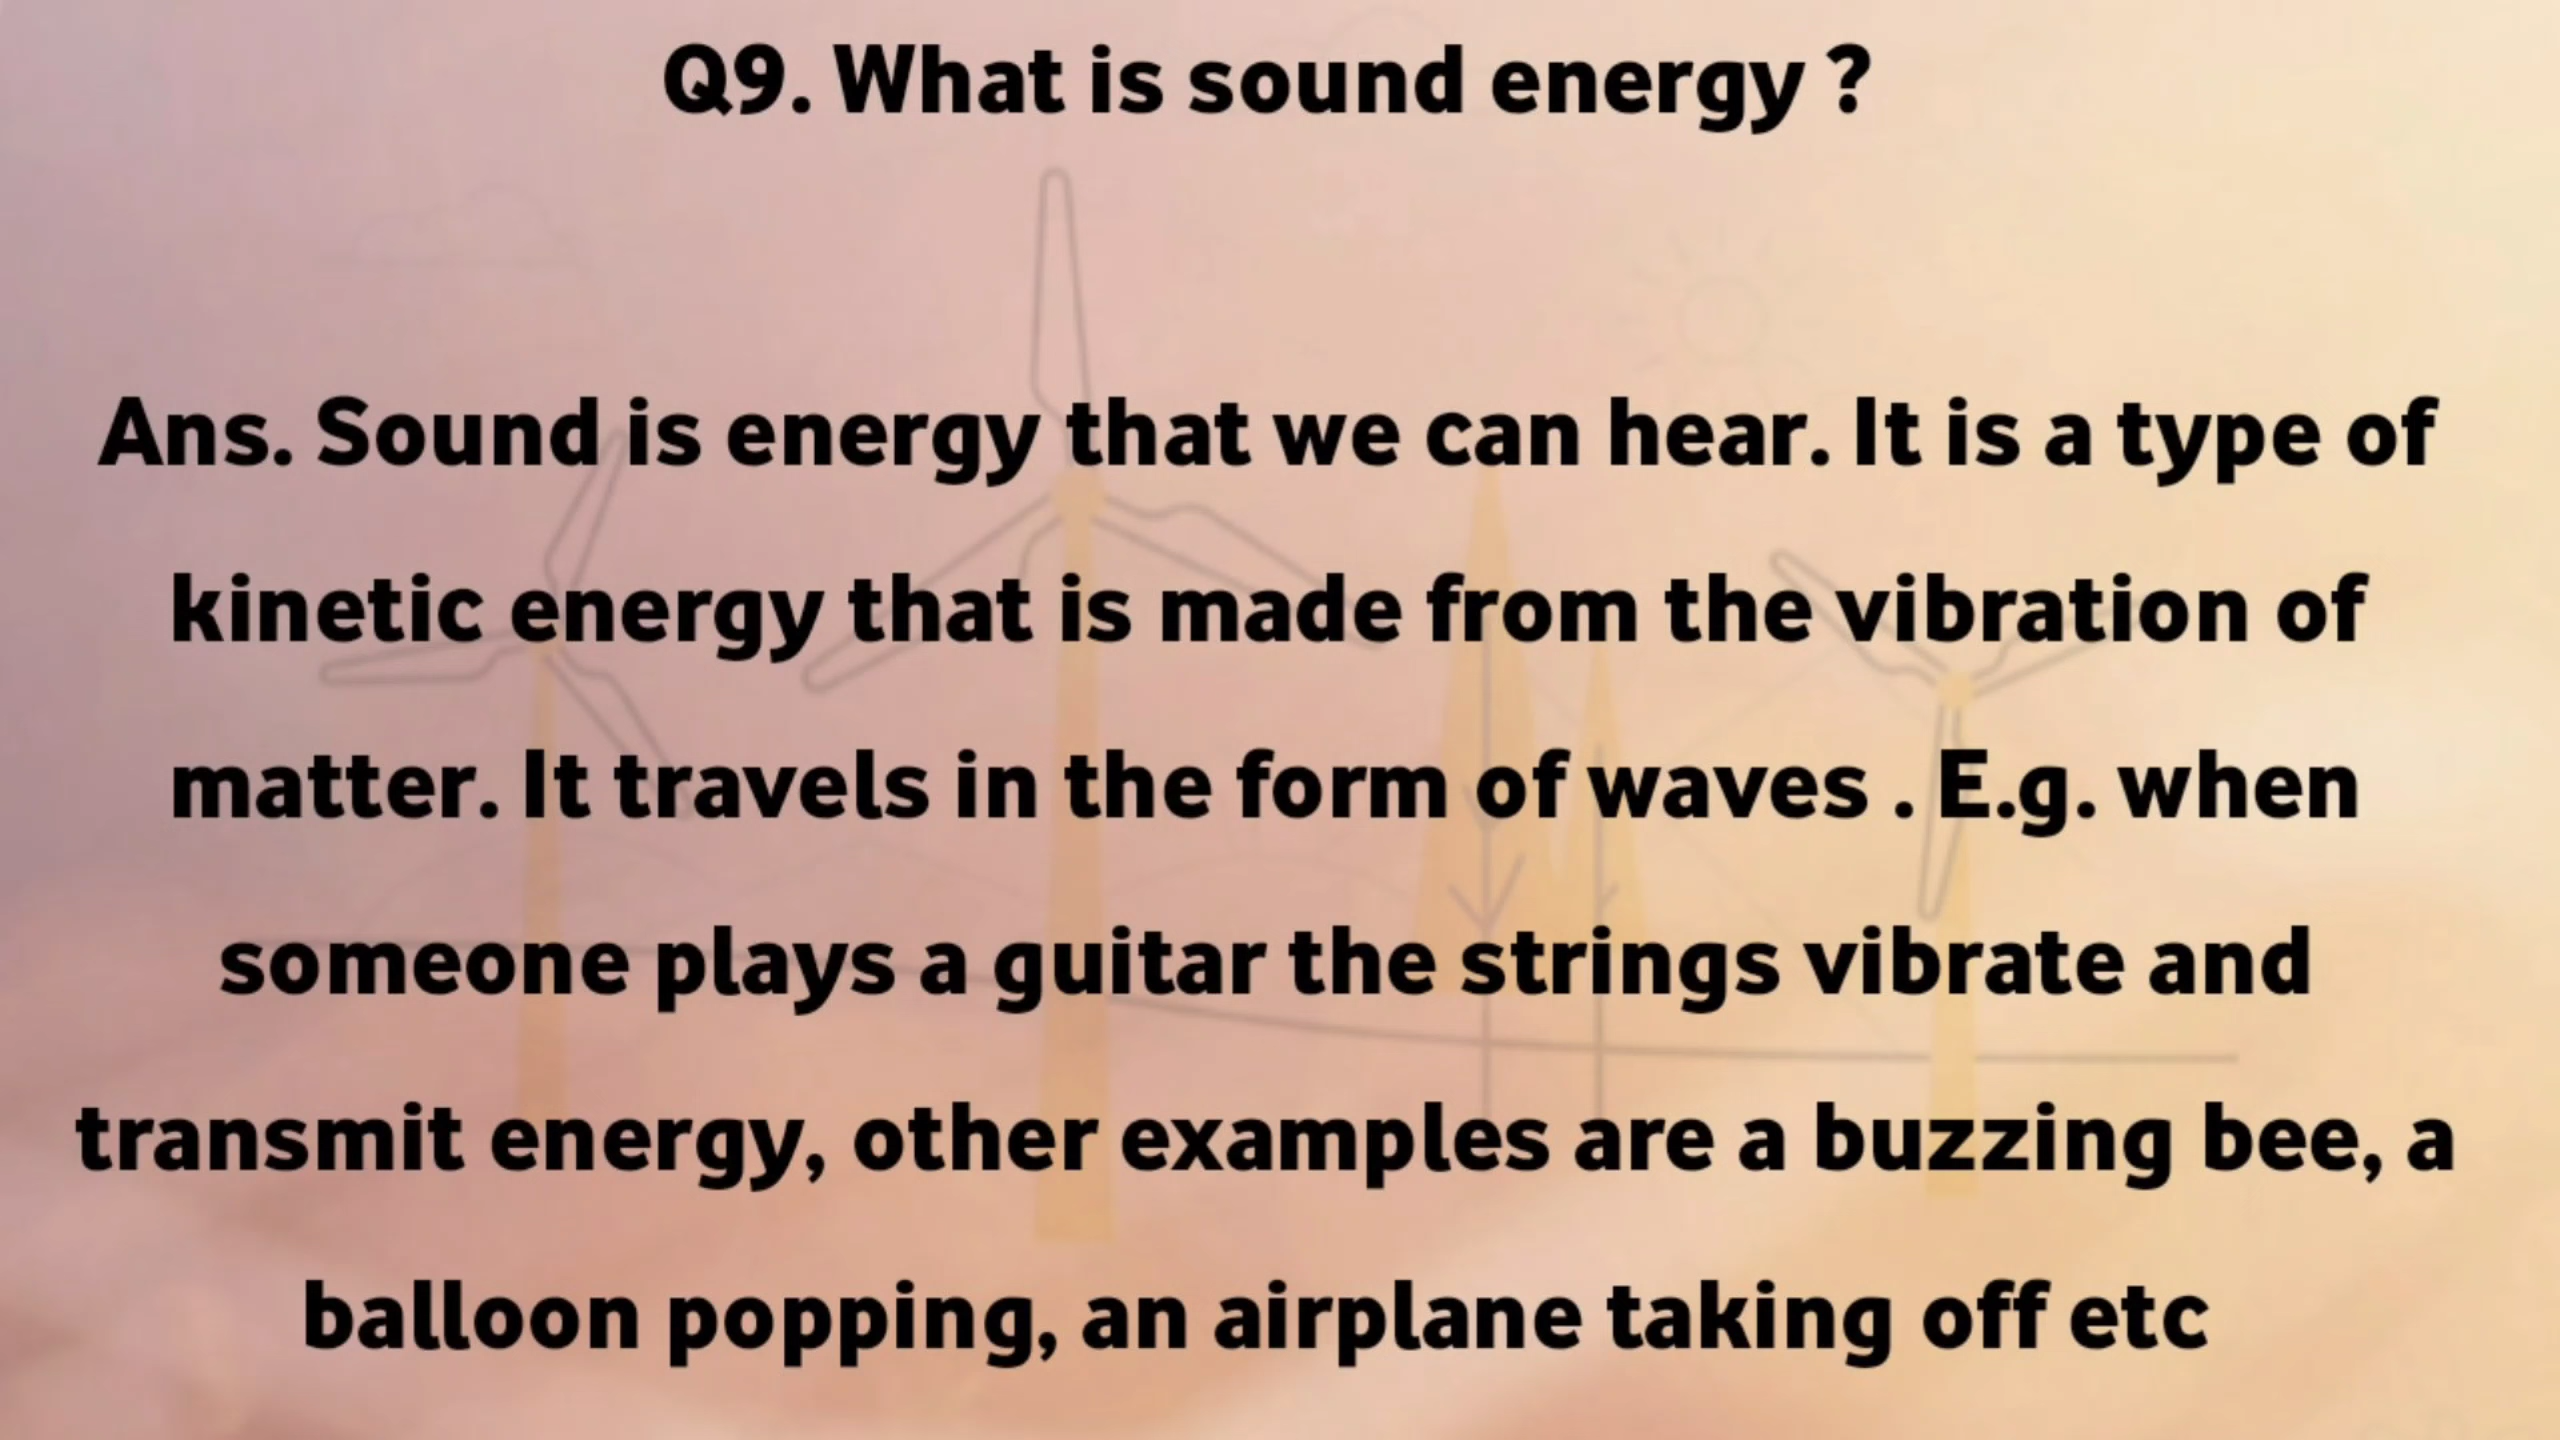 Q9. What is sound energy ?
Ans. Sound is energy that we can hear. It is a type of
kinetic energy that is made from the vibration of
matter. It travels in the form of waves . E.g. when
someone plays a guitar the strings vibrate and
transmit energy, other examples are a buzzing bee, a
balloon popping, an airplane taking off etc